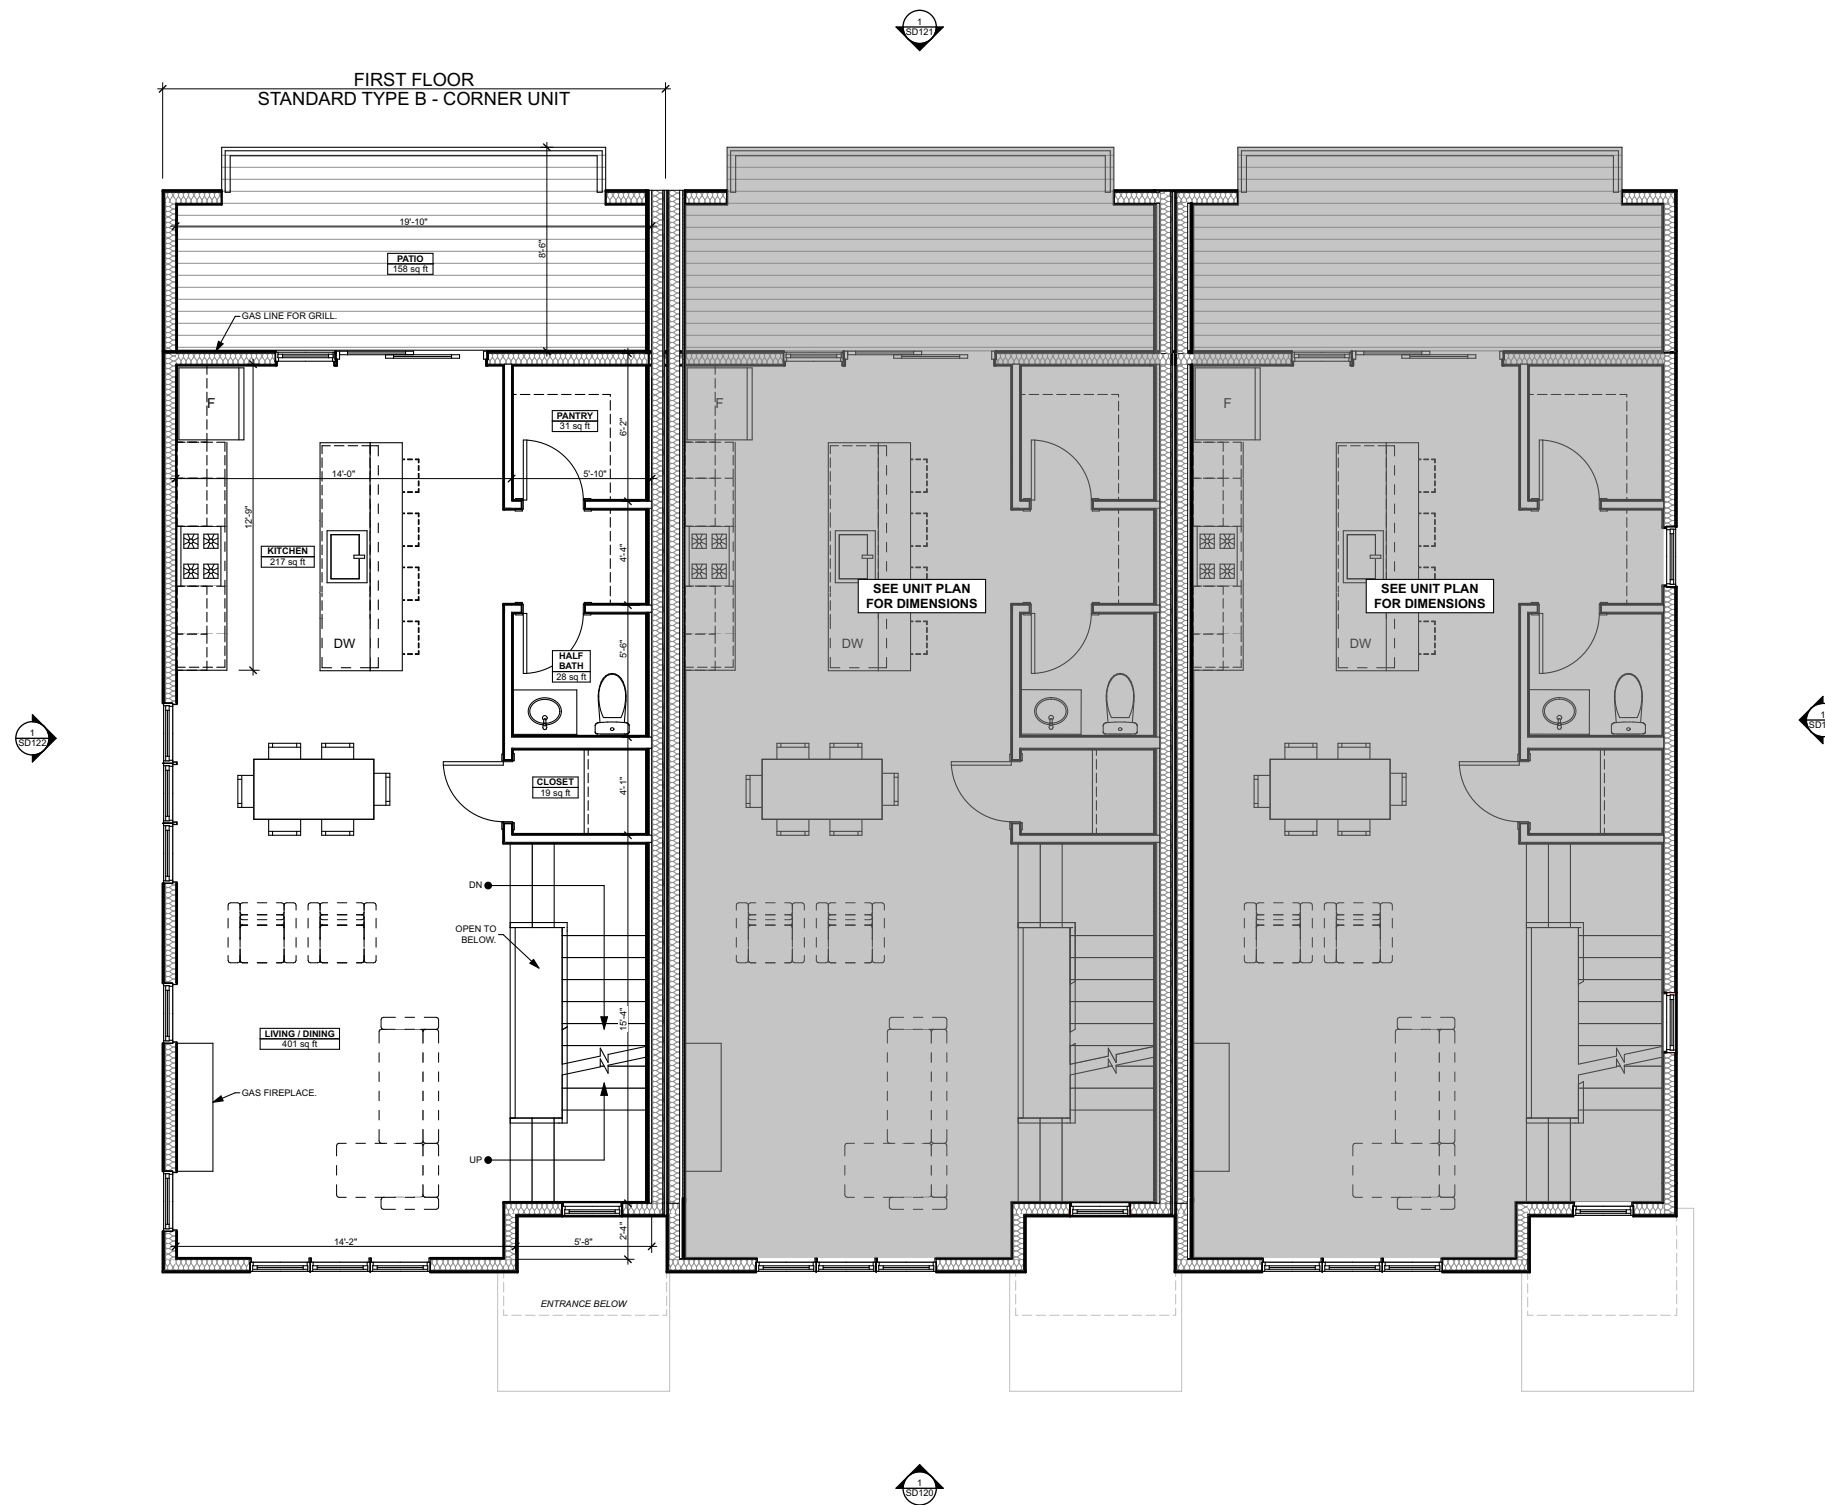 1
SD121
FIRST FLOOR
STANDARD TYPE B - CORNER UNIT
19'-10"
8'-6"
PATIO
158 sq ft
GAS LINE FOR GRILL.
F
F
F
PANTRY
31 sq ft
6'-2"
14'-0"
5'-10"
12'-9"
KITCHEN
217 sq ft
4'-4"
SEE UNIT PLAN
FOR DIMENSIONS
SEE UNIT PLAN
FOR DIMENSIONS
DW
DW
DW
HALF
BATH
28 sq ft
5'-6"
1
SD122
1
CLOSET
19 sq ft
4'-1"
DN
OPEN TO
BELOW.
15'-4"
LIVING / DINING
401 sq ft
GAS FIREPLACE.
UP
14'-2"
5'-8"
2'-4"
ENTRANCE BELOW
1
SD120